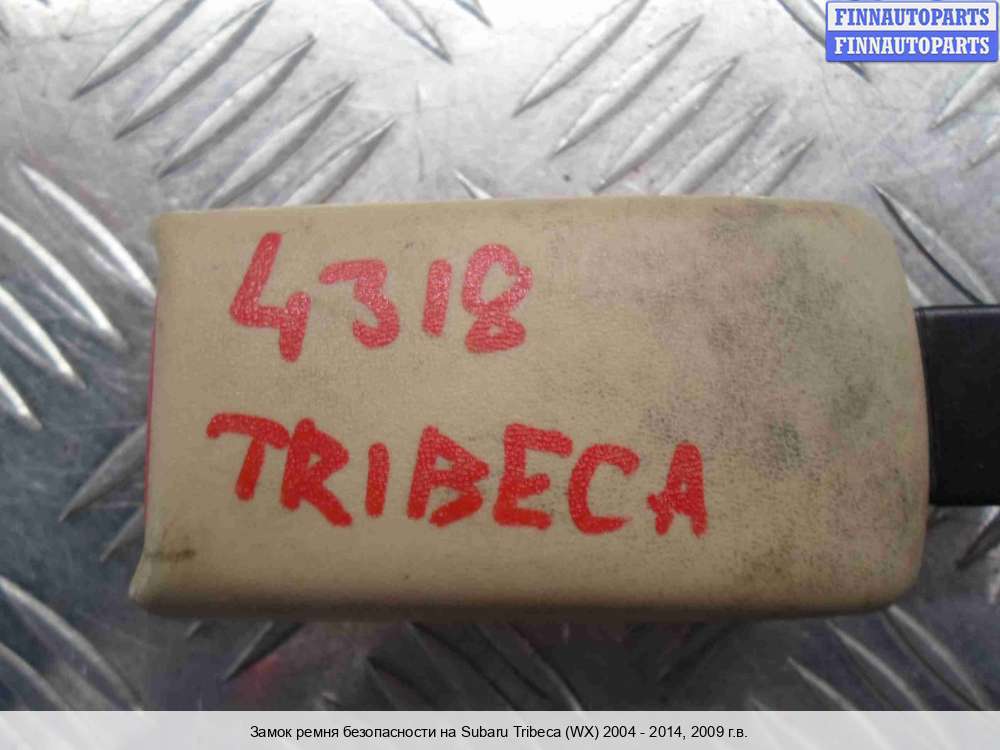 FINNAUTOPARTS
FINNAUTOPARTS
4318
TRIBECA
Замок ремня безопасности на Subaru Tribeca (WX) 2004 - 2014, 2009 г.в.